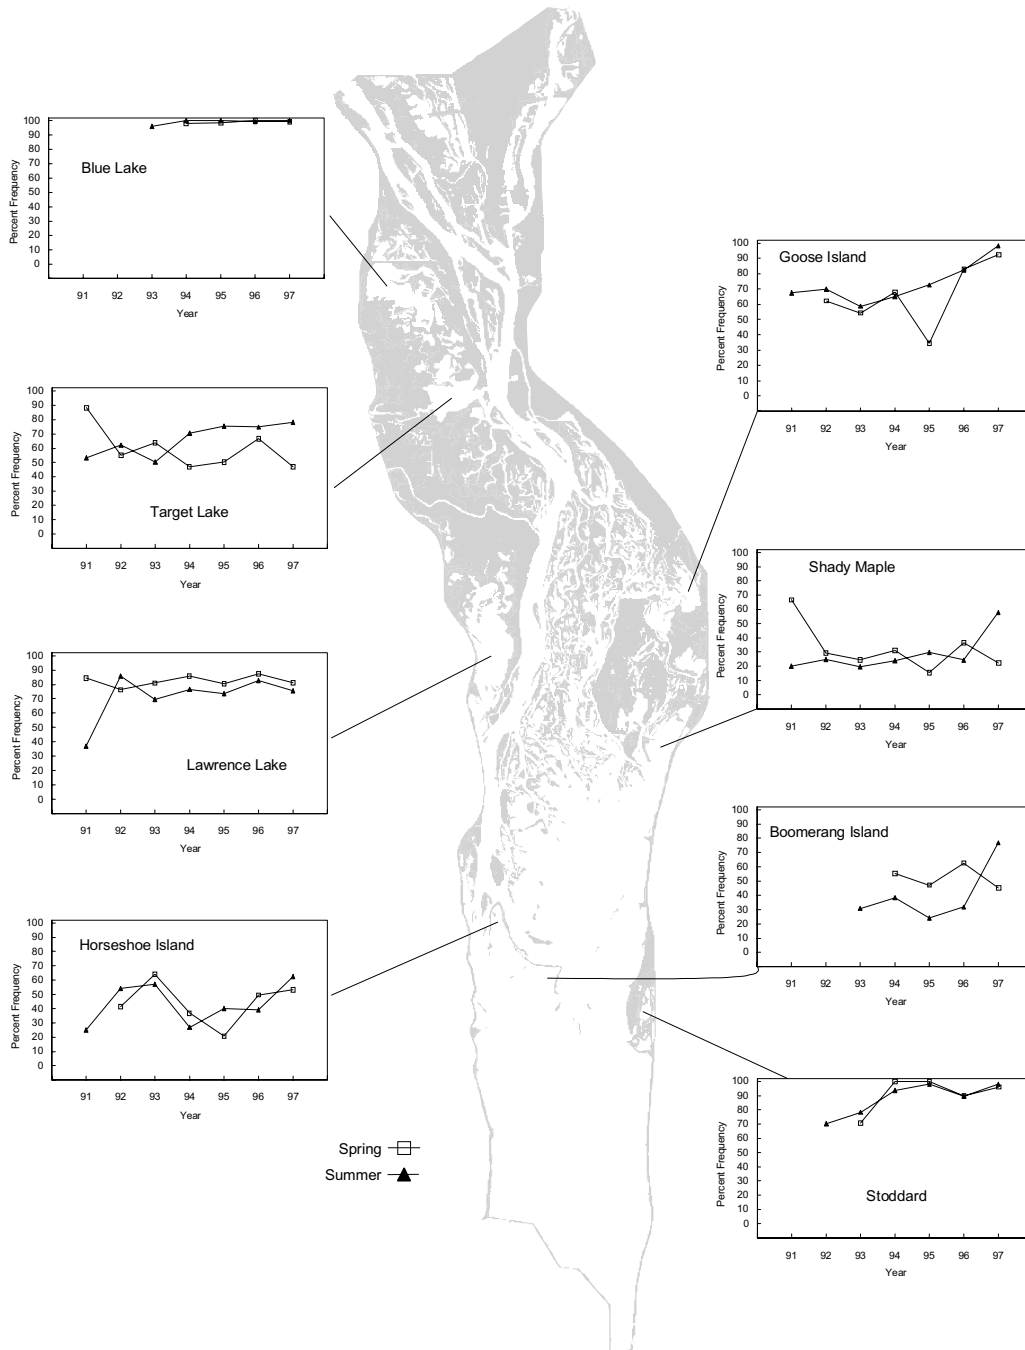 Blue Lake
Percent Frequency
100
90
80
70
60
50
40
30
20
10
0
91 92 93 94 95 96 97
Year
Target Lake
Percent Frequency
100
90
80
70
60
50
40
30
20
10
0
91 92 93 94 95 96 97
Year
Lawrence Lake
Percent Frequency
100
90
80
70
60
50
40
30
20
10
0
91 92 93 94 95 96 97
Year
Horseshoe Island
Percent Frequency
100
90
80
70
60
50
40
30
20
10
0
91 92 93 94 95 96 97
Year
Spring
Summer
Goose Island
Percent Frequency
100
90
80
70
60
50
40
30
20
10
0
91 92 93 94 95 96 97
Year
Shady Maple
Percent Frequency
100
90
80
70
60
50
40
30
20
10
0
91 92 93 94 95 96 97
Year
Boomerang Island
Percent Frequency
100
90
80
70
60
50
40
30
20
10
0
91 92 93 94 95 96 97
Year
Stoddard
Percent Frequency
100
90
80
70
60
50
40
30
20
10
0
91 92 93 94 95 96 97
Year